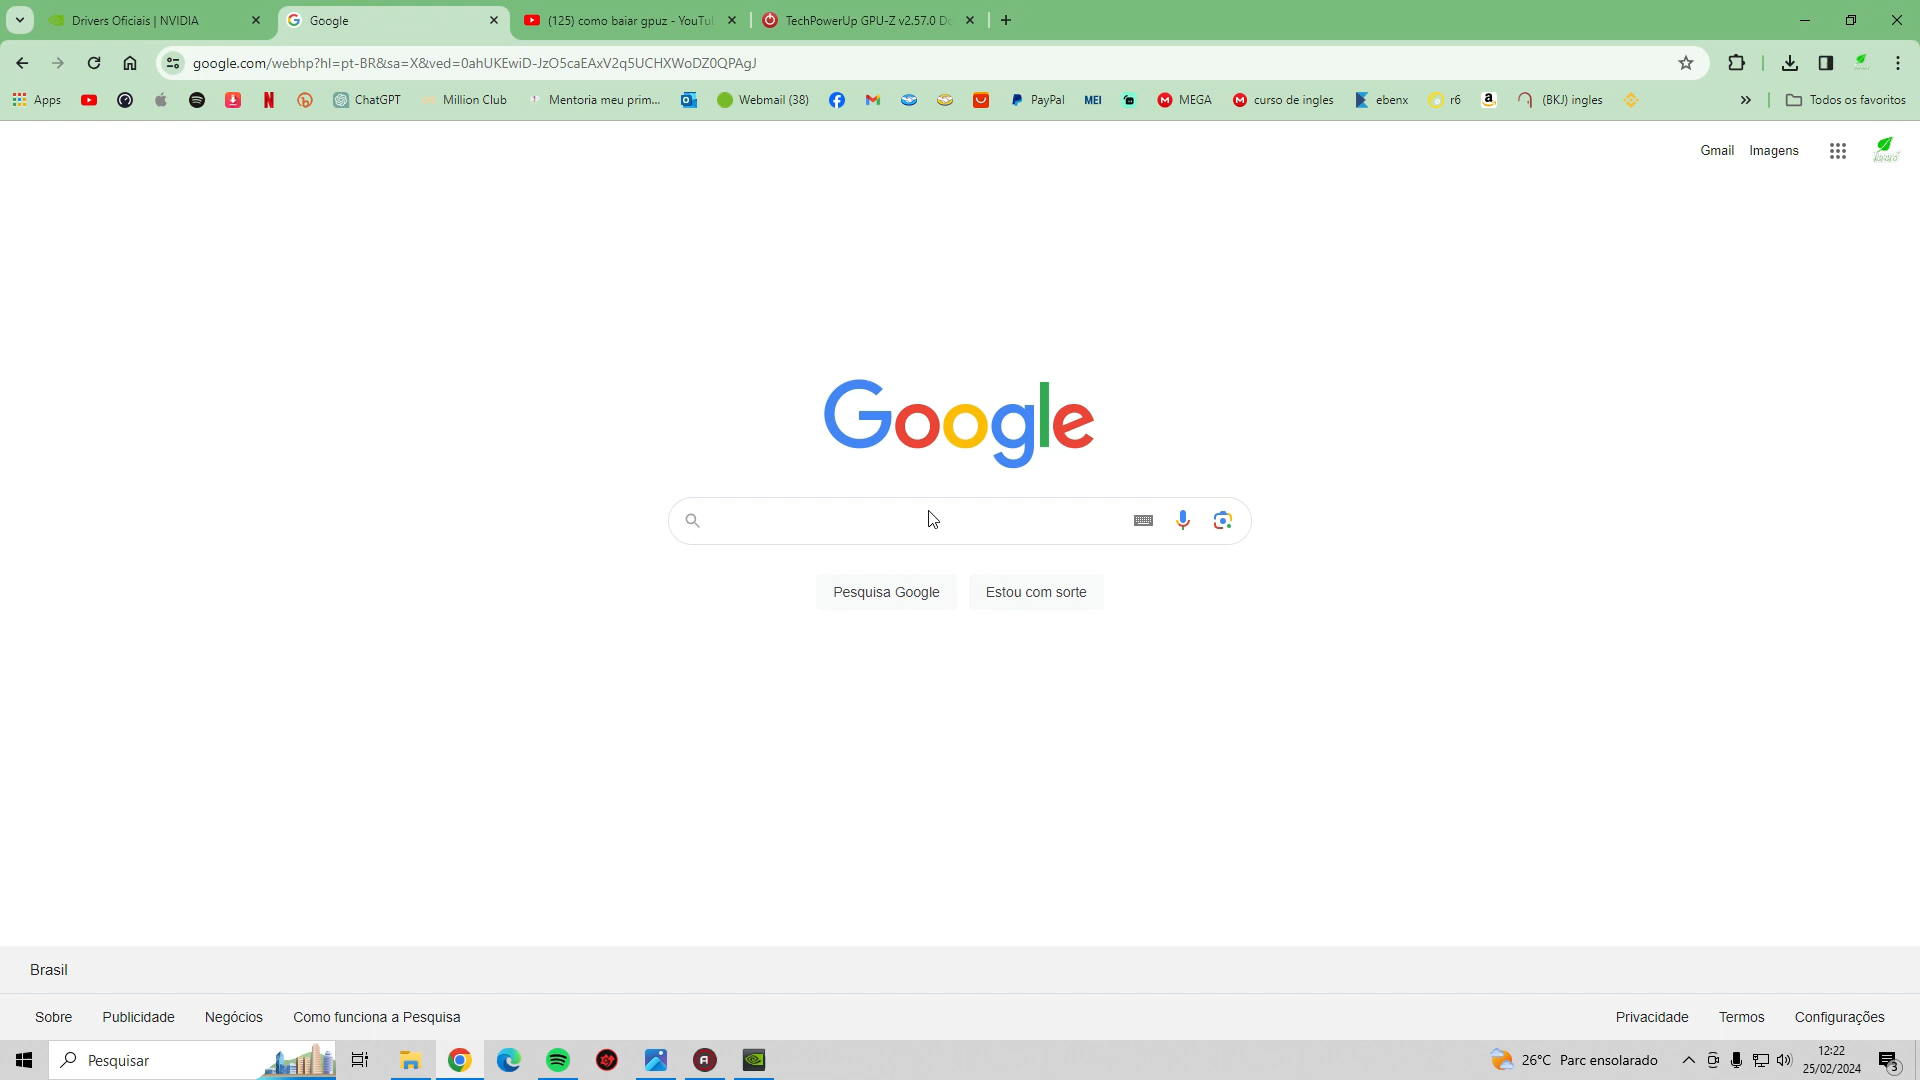 Drivers Oficiais | NVIDIA
Google
(125) como baiar gpuz - YouTu
TechPowerUp GPU-Z v2.57.0 Do
google.com/webhp?hl=pt-BR&sa=X&ved=0ahUKEwiD-JzO5caEAxV2q5UCHXWoDZ0QPAgJ
Apps
ChatGPT
Million Club
Mentoria meu prim...
Webmail (38)
PayPal
MEI
MEGA
curso de ingles
ebenx
r6
(BKJ) ingles
Todos os favoritos
Gmail
Imagens
Google
Pesquisa Google
Estou com sorte
Brasil
Sobre
Publicidade
Negócios
Como funciona a Pesquisa
Privacidade
Termos
Configurações
Pesquisar
26°C Parc ensolarado
12:22
25/02/2024
3